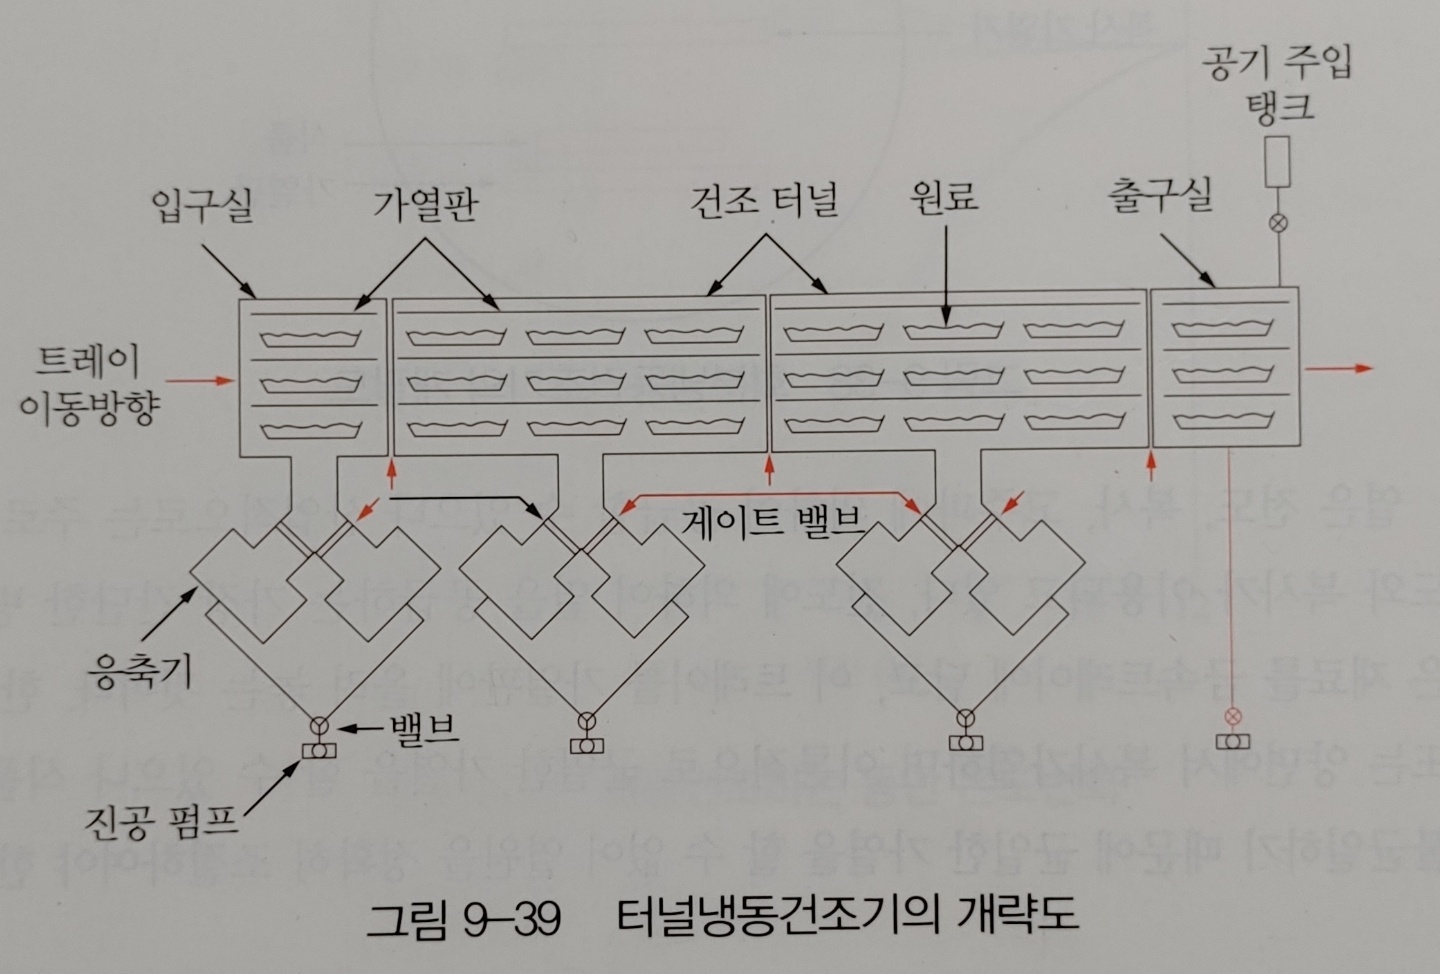 공기 주입
탱크
입구실
가열판
건조 터널
원료
출구실
트레이
이동방향
게이트 밸브
응축기
밸브
진공 펌프
그림 9-39 터널냉동건조기의 개략도